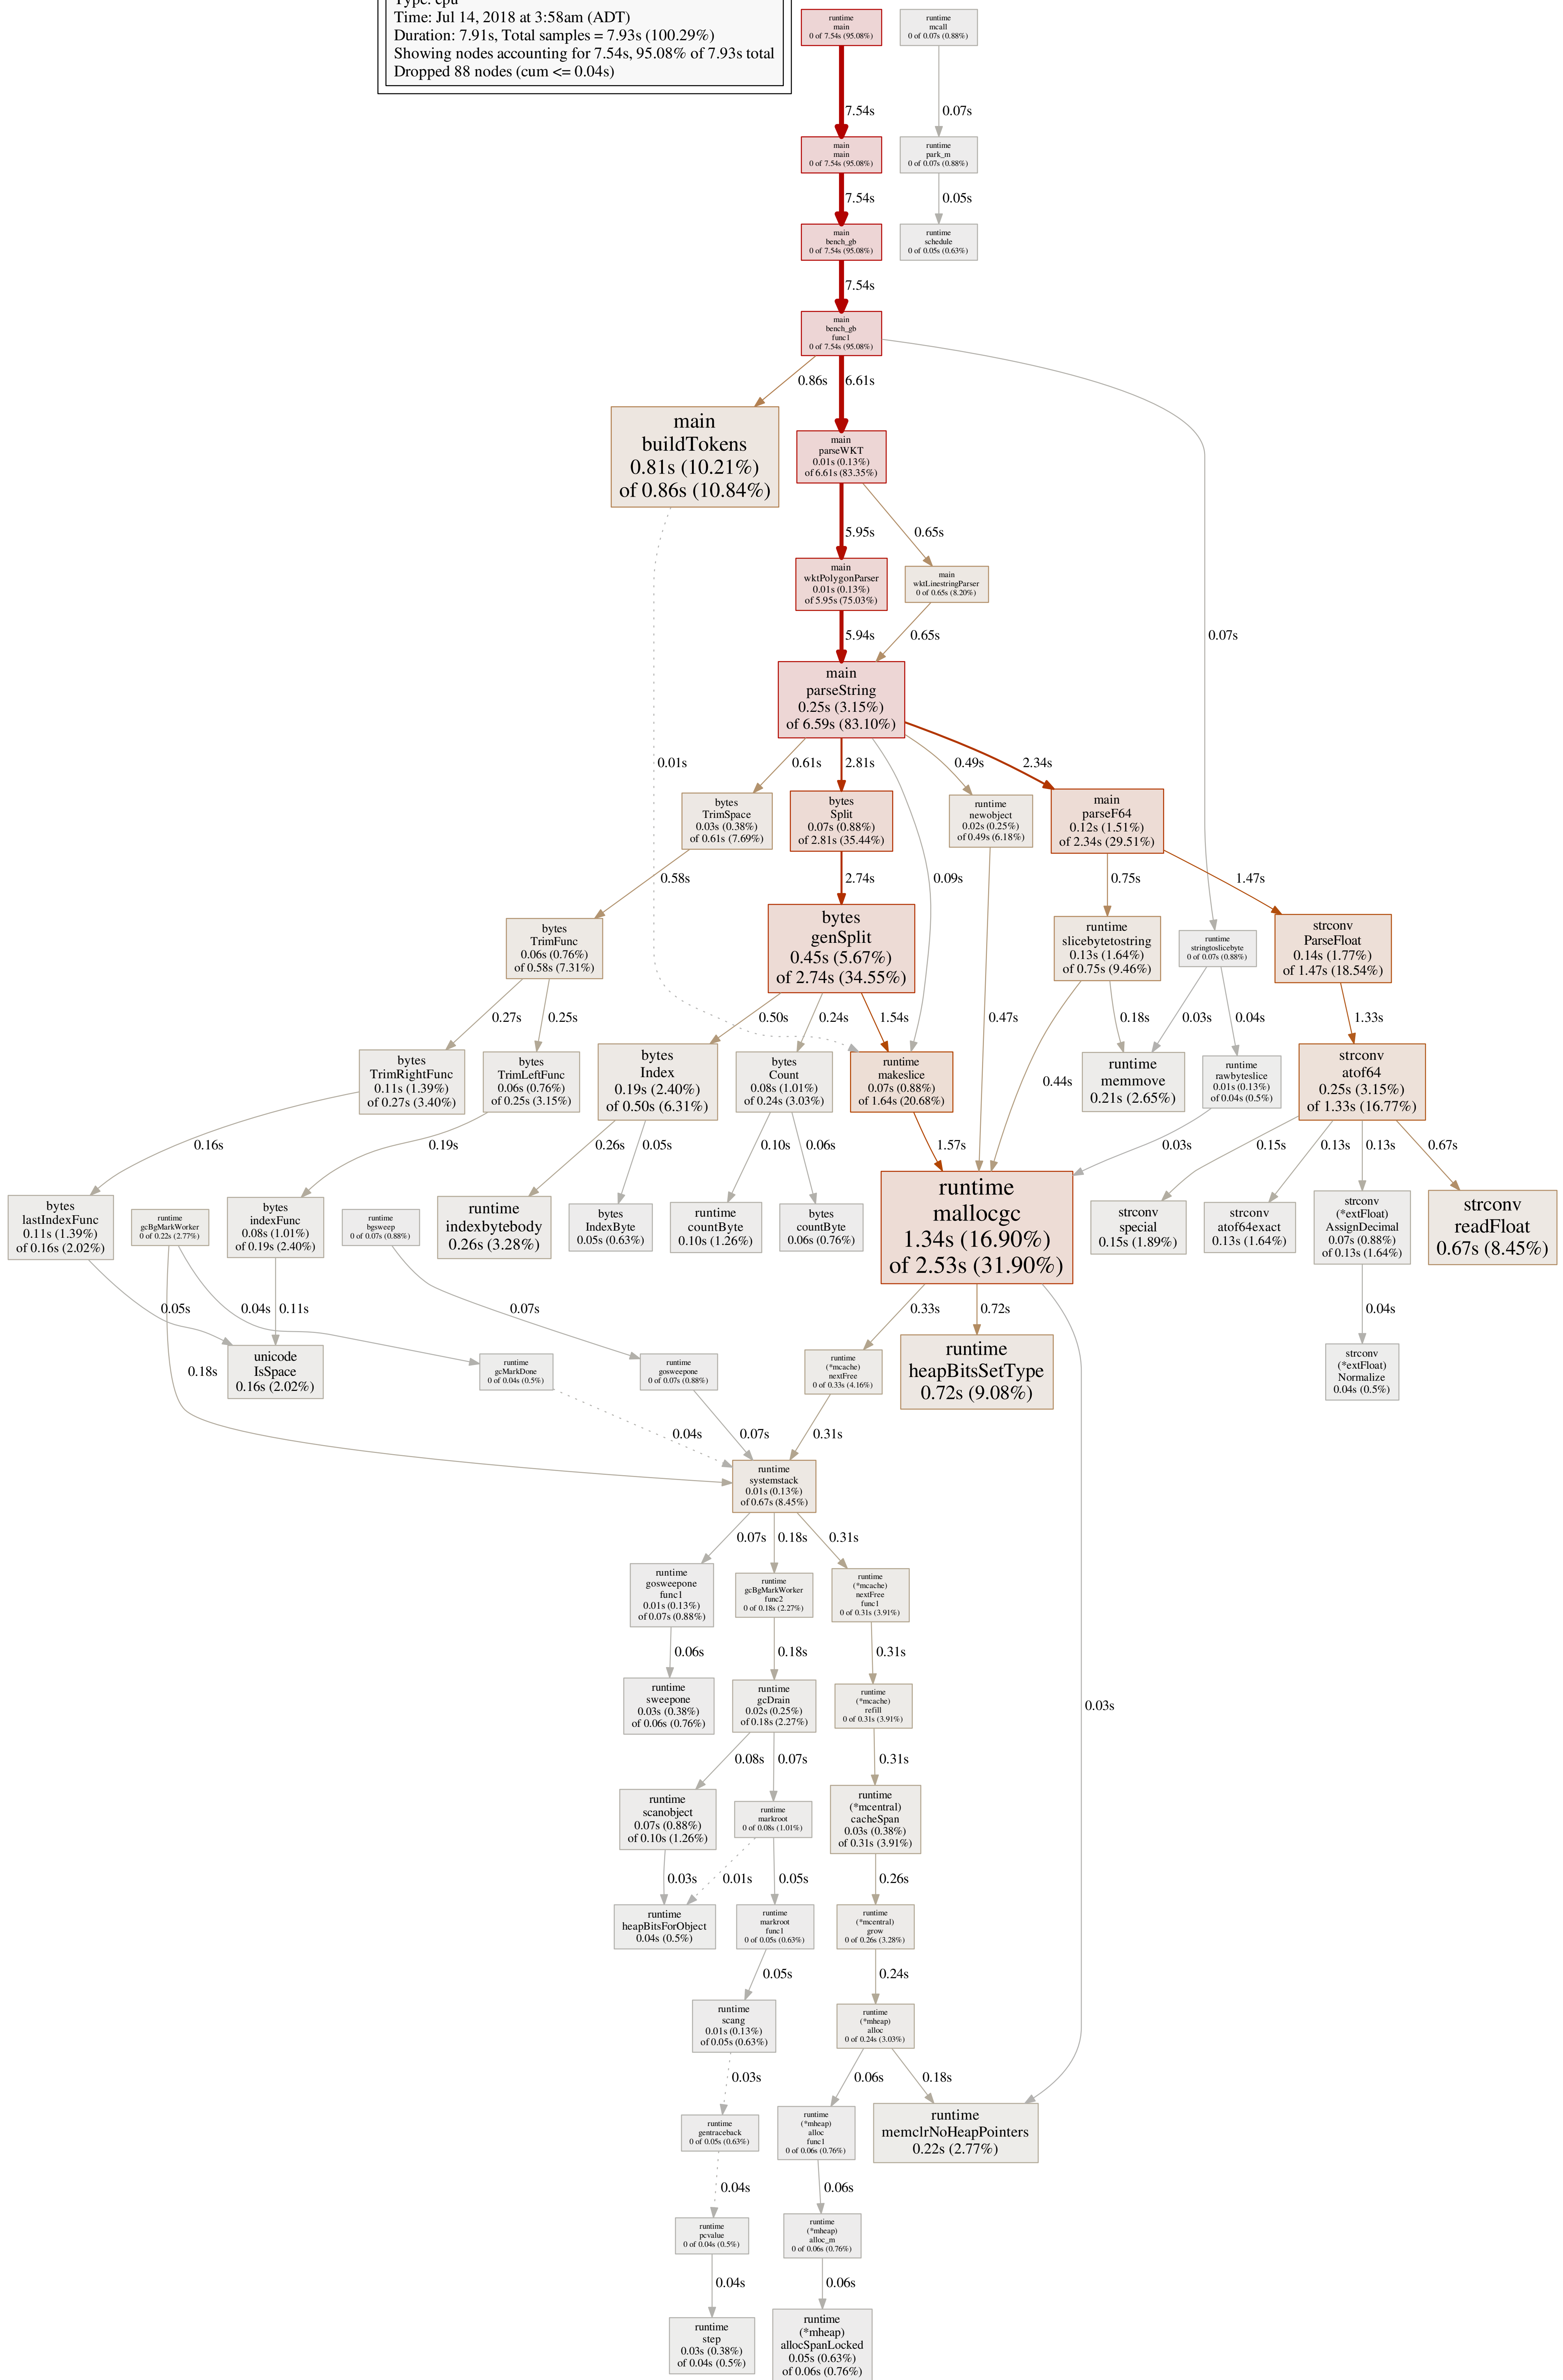 Type: cpu
Time: Jul 14, 2018 at 3:58am (ADT)
Duration: 7.91s, Total samples = 7.93s (100.29%)
Showing nodes accounting for 7.54s, 95.08% of 7.93s total
Dropped 88 nodes (cum <= 0.04s)
runtime
main
0 of 7.54s (95.08%)
runtime
mcall
0 of 0.07s (0.88%)
7.54s
0.07s
main
main
0 of 7.54s (95.08%)
runtime
park_m
0 of 0.07s (0.88%)
7.54s
0.05s
main
bench_gb
0 of 7.54s (95.08%)
runtime
schedule
0 of 0.05s (0.63%)
7.54s
main
bench_gb
func1
0 of 7.54s (95.08%)
0.86s
6.61s
main
buildTokens
0.81s (10.21%)
of 0.86s (10.84%)
main
parseWKT
0.01s (0.13%)
of 6.61s (83.35%)
5.95s
0.65s
main
wktPolygonParser
0.01s (0.13%)
of 5.95s (75.03%)
main
wktLinestringParser
0 of 0.65s (8.20%)
5.94s
0.65s
0.07s
main
parseString
0.25s (3.15%)
of 6.59s (83.10%)
0.01s
0.61s
2.81s
0.49s
2.34s
bytes
TrimSpace
0.03s (0.38%)
of 0.61s (7.69%)
bytes
Split
0.07s (0.88%)
of 2.81s (35.44%)
runtime
newobject
0.02s (0.25%)
of 0.49s (6.18%)
main
parseF64
0.12s (1.51%)
of 2.34s (29.51%)
0.58s
2.74s
0.09s
0.75s
1.47s
bytes
TrimFunc
0.06s (0.76%)
of 0.58s (7.31%)
bytes
genSplit
0.45s (5.67%)
of 2.74s (34.55%)
runtime
slicebytetostring
0.13s (1.64%)
of 0.75s (9.46%)
runtime
stringtoslicebyte
0 of 0.07s (0.88%)
strconv
ParseFloat
0.14s (1.77%)
of 1.47s (18.54%)
0.27s
0.25s
0.50s
0.24s
1.54s
0.47s
0.18s
0.03s
0.04s
1.33s
bytes
TrimRightFunc
0.11s (1.39%)
of 0.27s (3.40%)
bytes
TrimLeftFunc
0.06s (0.76%)
of 0.25s (3.15%)
bytes
Index
0.19s (2.40%)
of 0.50s (6.31%)
bytes
Count
0.08s (1.01%)
of 0.24s (3.03%)
runtime
makeslice
0.07s (0.88%)
of 1.64s (20.68%)
0.44s
runtime
memmove
0.21s (2.65%)
runtime
rawbyteslice
0.01s (0.13%)
of 0.04s (0.5%)
strconv
atof64
0.25s (3.15%)
of 1.33s (16.77%)
0.16s
0.19s
0.26s
0.05s
0.10s
0.06s
1.57s
0.03s
0.15s
0.13s
0.13s
0.67s
bytes
lastIndexFunc
0.11s (1.39%)
of 0.16s (2.02%)
runtime
gcBgMarkWorker
0 of 0.22s (2.77%)
bytes
indexFunc
0.08s (1.01%)
of 0.19s (2.40%)
runtime
bgsweep
0 of 0.07s (0.88%)
runtime
indexbytebody
0.26s (3.28%)
bytes
IndexByte
0.05s (0.63%)
runtime
countByte
0.10s (1.26%)
bytes
countByte
0.06s (0.76%)
runtime
mallocgc
1.34s (16.90%)
of 2.53s (31.90%)
strconv
special
0.15s (1.89%)
strconv
atof64exact
0.13s (1.64%)
strconv
(*extFloat)
AssignDecimal
0.07s (0.88%)
of 0.13s (1.64%)
strconv
readFloat
0.67s (8.45%)
0.05s
0.04s
0.11s
0.07s
0.33s
0.72s
0.04s
0.18s
unicode
IsSpace
0.16s (2.02%)
runtime
gcMarkDone
0 of 0.04s (0.5%)
runtime
gosweepone
0 of 0.07s (0.88%)
runtime
(*mcache)
nextFree
0 of 0.33s (4.16%)
runtime
heapBitsSetType
0.72s (9.08%)
strconv
(*extFloat)
Normalize
0.04s (0.5%)
0.04s
0.07s
0.31s
runtime
systemstack
0.01s (0.13%)
of 0.67s (8.45%)
0.07s
0.18s
0.31s
runtime
gosweepone
func1
0.01s (0.13%)
of 0.07s (0.88%)
runtime
gcBgMarkWorker
func2
0 of 0.18s (2.27%)
runtime
(*mcache)
nextFree
func1
0 of 0.31s (3.91%)
0.06s
0.18s
0.31s
runtime
sweepone
0.03s (0.38%)
of 0.06s (0.76%)
runtime
gcDrain
0.02s (0.25%)
of 0.18s (2.27%)
runtime
(*mcache)
refill
0 of 0.31s (3.91%)
0.03s
0.08s
0.07s
0.31s
runtime
scanobject
0.07s (0.88%)
of 0.10s (1.26%)
runtime
markroot
0 of 0.08s (1.01%)
runtime
(*mcentral)
cacheSpan
0.03s (0.38%)
of 0.31s (3.91%)
0.03s
0.01s
0.05s
0.26s
runtime
heapBitsForObject
0.04s (0.5%)
runtime
markroot
func1
0 of 0.05s (0.63%)
runtime
(*mcentral)
grow
0 of 0.26s (3.28%)
0.05s
0.24s
runtime
scang
0.01s (0.13%)
of 0.05s (0.63%)
runtime
(*mheap)
alloc
0 of 0.24s (3.03%)
0.03s
0.06s
0.18s
runtime
gentraceback
0 of 0.05s (0.63%)
runtime
(*mheap)
alloc
func1
0 of 0.06s (0.76%)
runtime
memclrNoHeapPointers
0.22s (2.77%)
0.04s
0.06s
runtime
pcvalue
0 of 0.04s (0.5%)
runtime
(*mheap)
alloc_m
0 of 0.06s (0.76%)
0.04s
0.06s
runtime
step
0.03s (0.38%)
of 0.04s (0.5%)
runtime
(*mheap)
allocSpanLocked
0.05s (0.63%)
of 0.06s (0.76%)